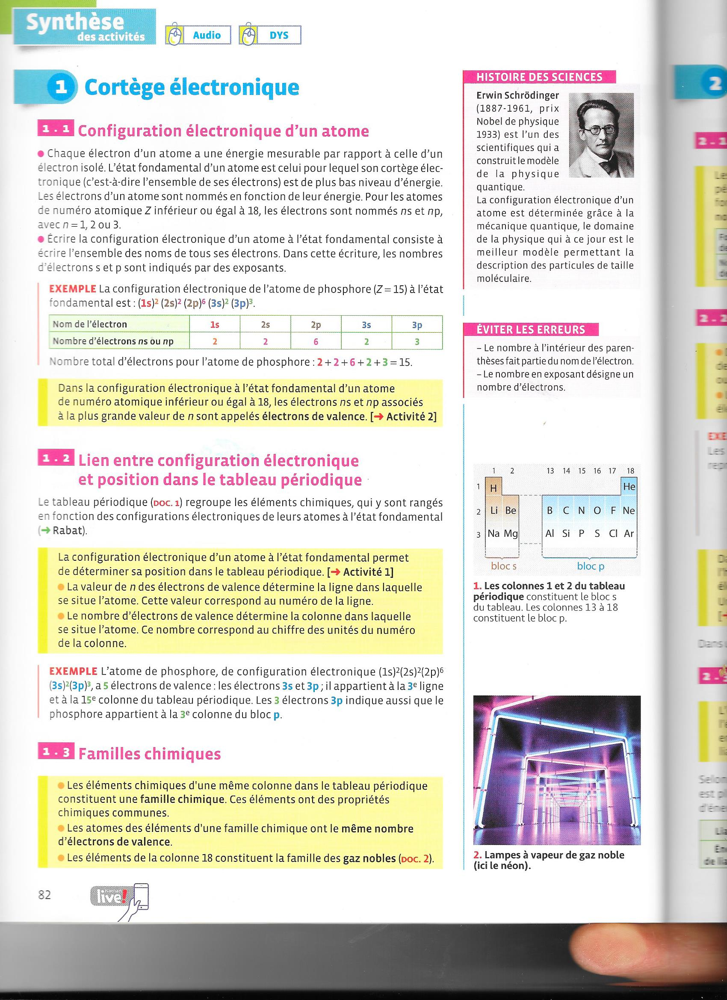 Synthèse
des activités
Audio
DYS
1 Cortège électronique
1.1 Configuration électronique d'un atome
• Chaque électron d'un atome a une énergie mesurable par rapport à celle d'un
électron isolé. L'état fondamental d'un atome est celui pour lequel son cortège élec-
tronique (c'est-à-dire l'ensemble de ses électrons) est de plus bas niveau d'énergie.
Les électrons d'un atome sont nommés en fonction de leur énergie. Pour les atomes
de numéro atomique Z inférieur ou égal à 18, les électrons sont nommés ns et np,
avec n = 1, 2 ou 3.
• Écrire la configuration électronique d'un atome à l'état fondamental consiste à
écrire l'ensemble des noms de tous ses électrons. Dans cette écriture, les nombres
d'électrons s et p sont indiqués par des exposants.
EXEMPLE La configuration électronique de l'atome de phosphore (Z = 15) à l'état
fondamental est : (1s)² (2s)² (2p)⁶ (3s)² (3p)³.
Nom de l'électron 1s 2s 2p 3s 3p
Nombre d'électrons ns ou np 2 2 6 2 3
Nombre total d'électrons pour l'atome de phosphore : 2 + 2 + 6 + 2 + 3 = 15.
Dans la configuration électronique à l'état fondamental d'un atome
de numéro atomique inférieur ou égal à 18, les électrons ns et np associés
à la plus grande valeur de n sont appelés électrons de valence. [➜ Activité 2]
1.2 Lien entre configuration électronique
et position dans le tableau périodique
Le tableau périodique (DOC. 1) regroupe les éléments chimiques, qui y sont rangés
en fonction des configurations électroniques de leurs atomes à l'état fondamental
(➜ Rabat).
La configuration électronique d'un atome à l'état fondamental permet
de déterminer sa position dans le tableau périodique. [➜ Activité 1]
• La valeur de n des électrons de valence détermine la ligne dans laquelle
se situe l'atome. Cette valeur correspond au numéro de la ligne.
• Le nombre d'électrons de valence détermine la colonne dans laquelle
se situe l'atome. Ce nombre correspond au chiffre des unités du numéro
de la colonne.
EXEMPLE L'atome de phosphore, de configuration électronique (1s)²(2s)²(2p)⁶
(3s)²(3p)³, a 5 électrons de valence : les électrons 3s et 3p ; il appartient à la 3e ligne
et à la 15e colonne du tableau périodique. Les 3 électrons 3p indique aussi que le
phosphore appartient à la 3e colonne du bloc p.
1.3 Familles chimiques
• Les éléments chimiques d'une même colonne dans le tableau périodique
constituent une famille chimique. Ces éléments ont des propriétés
chimiques communes.
• Les atomes des éléments d'une famille chimique ont le même nombre
d'électrons de valence.
• Les éléments de la colonne 18 constituent la famille des gaz nobles (DOC. 2).
82
Nathan
live!
HISTOIRE DES SCIENCES
Erwin Schrödinger
(1887-1961, prix
Nobel de physique
1933) est l'un des
scientifiques qui a
construit le modèle
de la physique
quantique.
La configuration électronique d'un
atome est déterminée grâce à la
mécanique quantique, le domaine
de la physique qui à ce jour est le
meilleur modèle permettant la
description des particules de taille
moléculaire.
ÉVITER LES ERREURS
– Le nombre à l'intérieur des paren-
thèses fait partie du nom de l'électron.
– Le nombre en exposant désigne un
nombre d'électrons.
1 2 13 14 15 16 17 18
1 H He
2 Li Be B C N O F Ne
3 Na Mg Al Si P S Cl Ar
bloc s bloc p
1. Les colonnes 1 et 2 du tableau
périodique constituent le bloc s
du tableau. Les colonnes 13 à 18
constituent le bloc p.
2. Lampes à vapeur de gaz noble
(ici le néon).
2
Les
Dans
Selon
est p